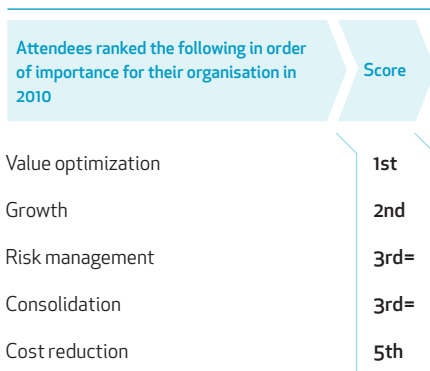 Attendees ranked the following in order
of importance for their organisation in
2010
Score
Value optimization 1st
Growth 2nd
Risk management 3rd=
Consolidation 3rd=
Cost reduction 5th